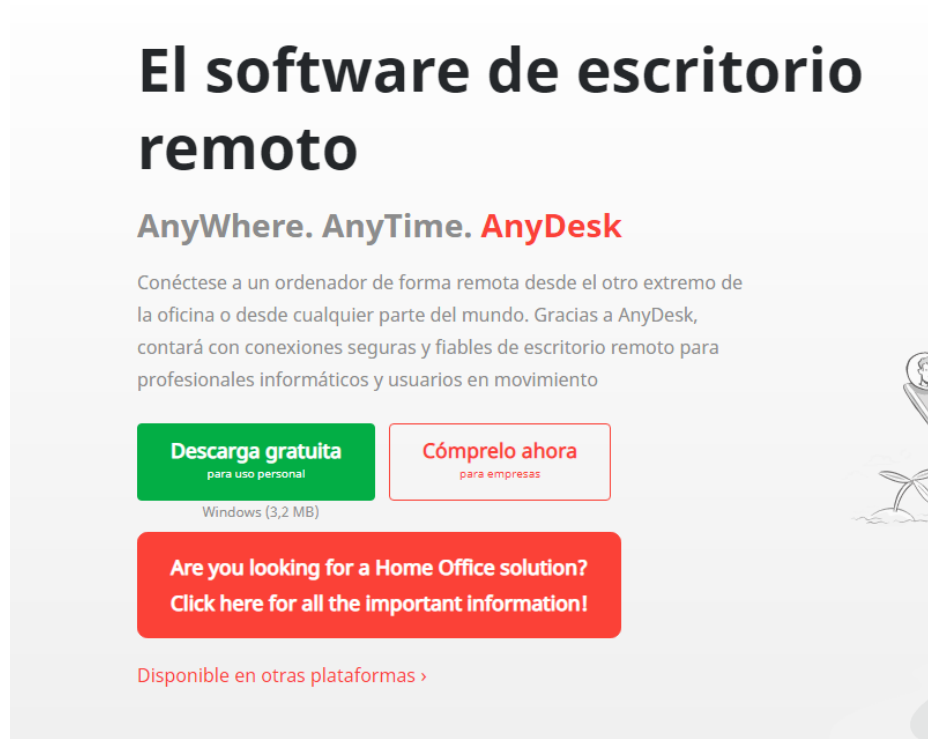 El software de escritorio
remoto
AnyWhere. AnyTime. AnyDesk
Conéctese a un ordenador de forma remota desde el otro extremo de
la oficina o desde cualquier parte del mundo. Gracias a AnyDesk,
contará con conexiones seguras y fiables de escritorio remoto para
profesionales informáticos y usuarios en movimiento
Descarga gratuita
para uso personal
Windows (3,2 MB)
Cómprelo ahora
para empresas
Are you looking for a Home Office solution?
Click here for all the important information!
Disponible en otras plataformas ›